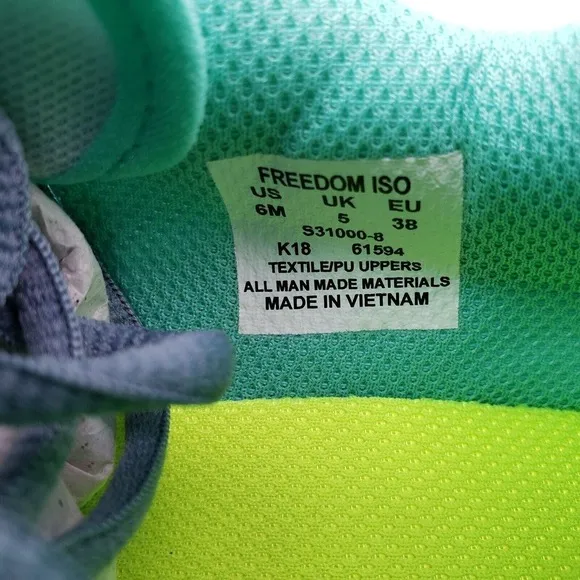 FREEDOM ISO
US UK EU
6M 5 38
S31000-8
K18 61594
TEXTILE/PU UPPERS
ALL MAN MADE MATERIALS
MADE IN VIETNAM